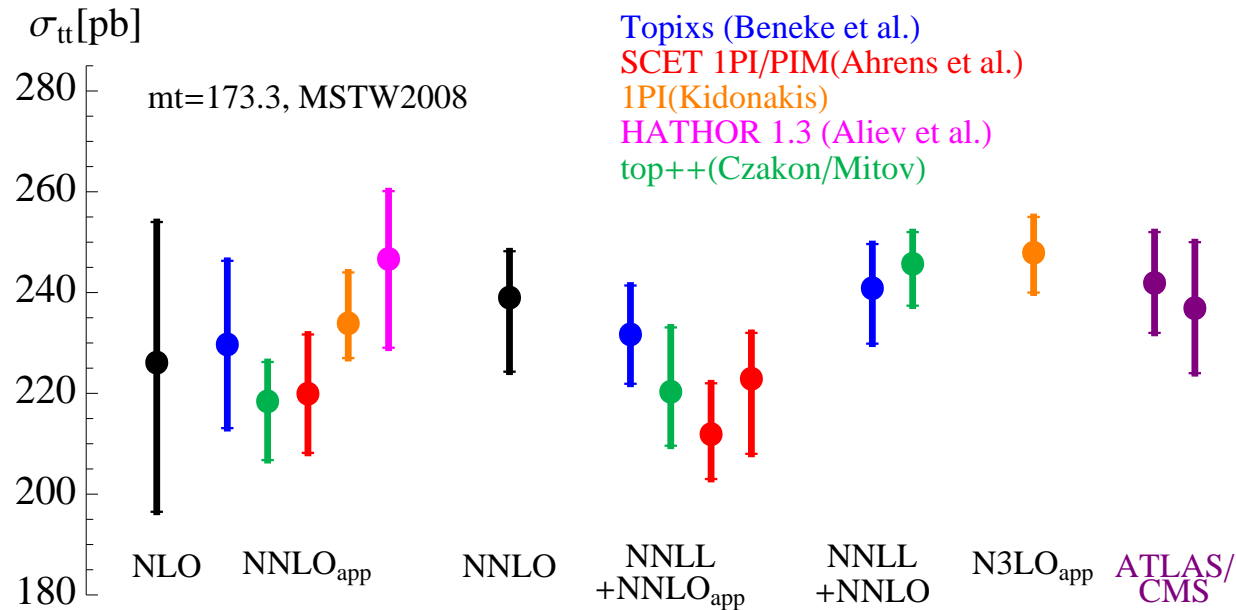 σtt[pb]
Topixs (Beneke et al.)
SCET 1PI/PIM(Ahrens et al.)
1PI(Kidonakis)
HATHOR 1.3 (Aliev et al.)
top++(Czakon/Mitov)
mt=173.3, MSTW2008
280
260
240
220
200
180
NLO
NNLOapp
NNLO
NNLL
+NNLOapp
NNLL
+NNLO
N3LOapp
ATLAS/
CMS